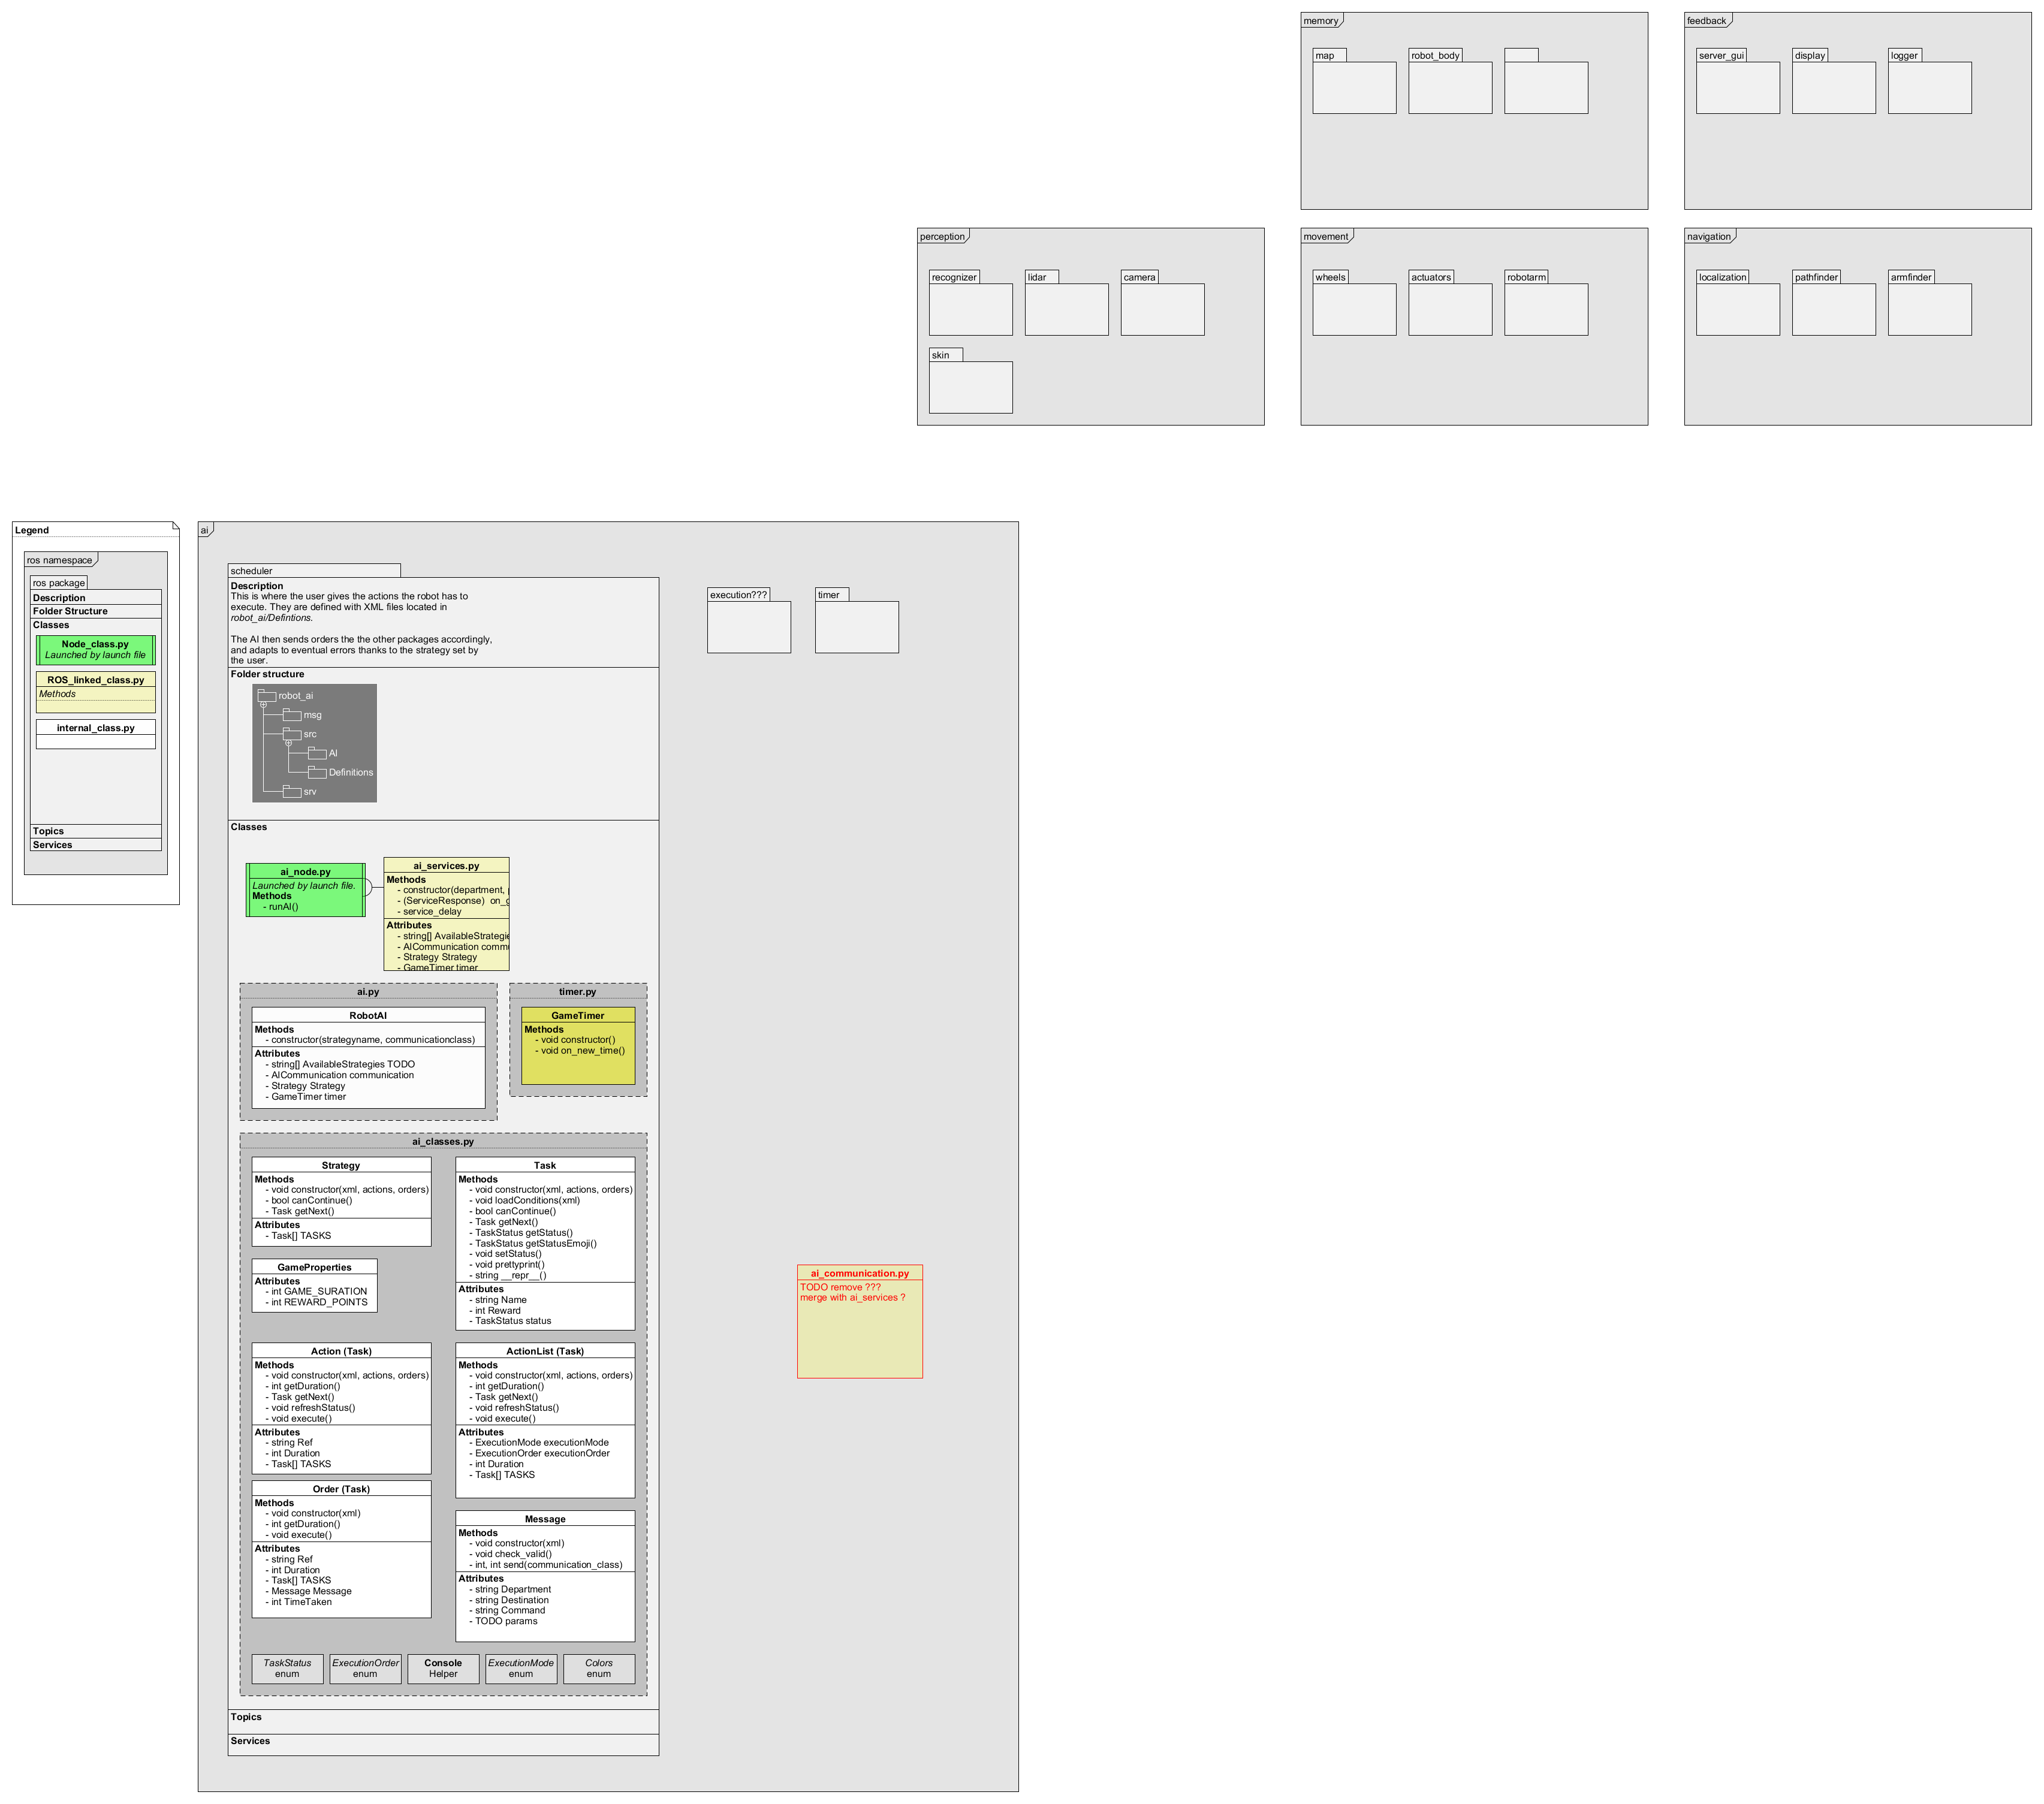 memory
map
robot_body
feedback
server_gui
display
logger
perception
recognizer
lidar
camera
skin
movement
wheels
actuators
robotarm
navigation
localization
pathfinder
armfinder
Legend
ros namespace
ros package
Description
Folder Structure
Classes
Node_class.py
Launched by launch file
ROS_linked_class.py
Methods
internal_class.py
Topics
Services
ai
scheduler
Description
This is where the user gives the actions the robot has to
execute. They are defined with XML files located in
robot_ai/Defintions.
The AI then sends orders the the other packages accordingly,
and adapts to eventual errors thanks to the strategy set by
the user.
Folder structure
robot_ai
msg
src
AI
Definitions
srv
Classes
ai_node.py
Launched by launch file.
Methods
- runAI()
ai_services.py
Methods
- constructor(department,
- (ServiceResponse) on_g
- service_delay
Attributes
- string[] AvailableStrategie
- AICommunication comm
- Strategy Strategy
- GameTimer timer
ai.py
RobotAI
Methods
- constructor(strategyname, communicationclass)
Attributes
- string[] AvailableStrategies TODO
- AICommunication communication
- Strategy Strategy
- GameTimer timer
timer.py
GameTimer
Methods
- void constructor()
- void on_new_time()
ai_classes.py
Strategy
Methods
- void constructor(xml, actions, orders)
- bool canContinue()
- Task getNext()
Attributes
- Task[] TASKS
Task
Methods
- void constructor(xml, actions, orders)
- void loadConditions(xml)
- bool canContinue()
- Task getNext()
- TaskStatus getStatus()
- TaskStatus getStatusEmoji()
- void setStatus()
- void prettyprint()
- string __repr__()
Attributes
- string Name
- int Reward
- TaskStatus status
GameProperties
Attributes
- int GAME_SURATION
- int REWARD_POINTS
Action (Task)
Methods
- void constructor(xml, actions, orders)
- int getDuration()
- Task getNext()
- void refreshStatus()
- void execute()
Attributes
- string Ref
- int Duration
- Task[] TASKS
ActionList (Task)
Methods
- void constructor(xml, actions, orders)
- int getDuration()
- Task getNext()
- void refreshStatus()
- void execute()
Attributes
- ExecutionMode executionMode
- ExecutionOrder executionOrder
- int Duration
- Task[] TASKS
Order (Task)
Methods
- void constructor(xml)
- int getDuration()
- void execute()
Attributes
- string Ref
- int Duration
- Task[] TASKS
- Message Message
- int TimeTaken
Message
Methods
- void constructor(xml)
- void check_valid()
- int, int send(communication_class)
Attributes
- string Department
- string Destination
- string Command
- TODO params
TaskStatus
enum
ExecutionOrder
enum
Console
Helper
ExecutionMode
enum
Colors
enum
Topics
Services
execution???
timer
ai_communication.py
TODO remove ???
merge with ai_services ?